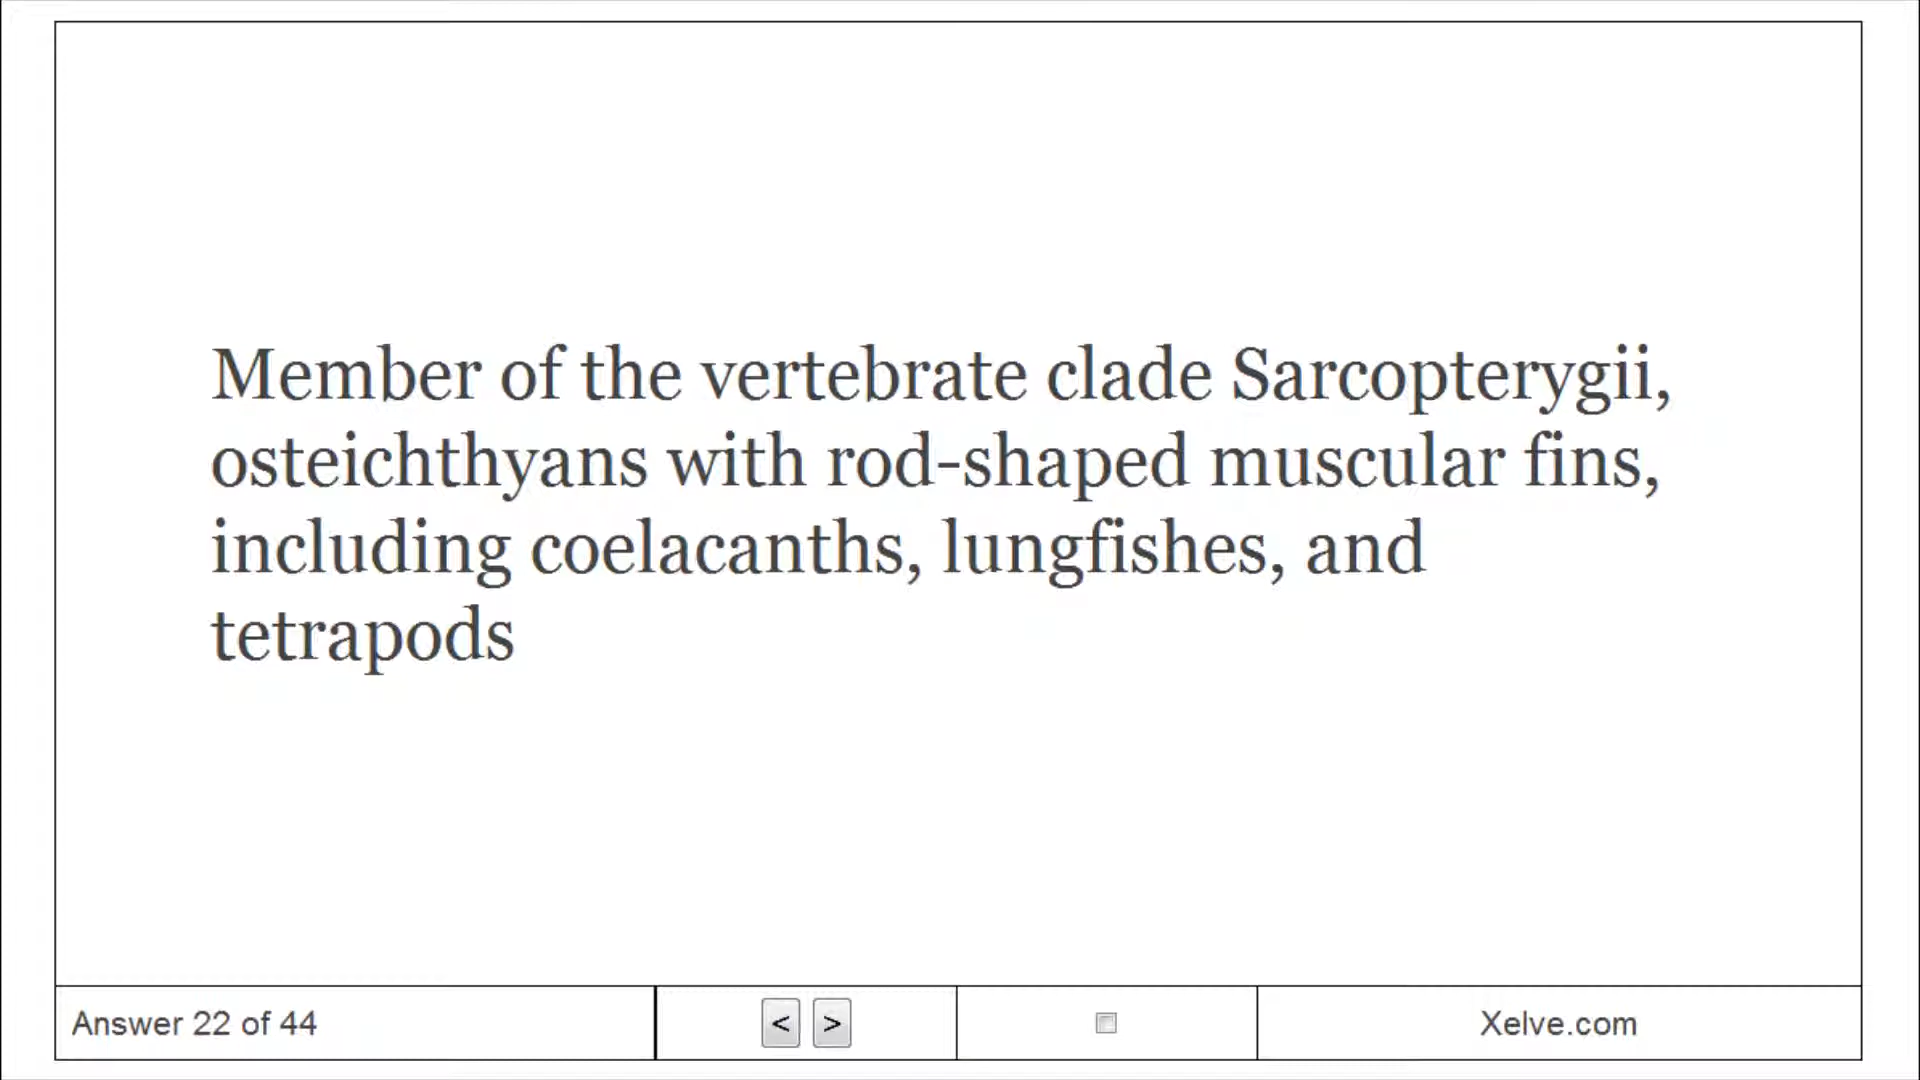 Member of the vertebrate clade Sarcopterygii,
osteichthyans with rod-shaped muscular fins,
including coelacanths, lungfishes, and
tetrapods
Answer 22 of 44
< >
Xelve.com